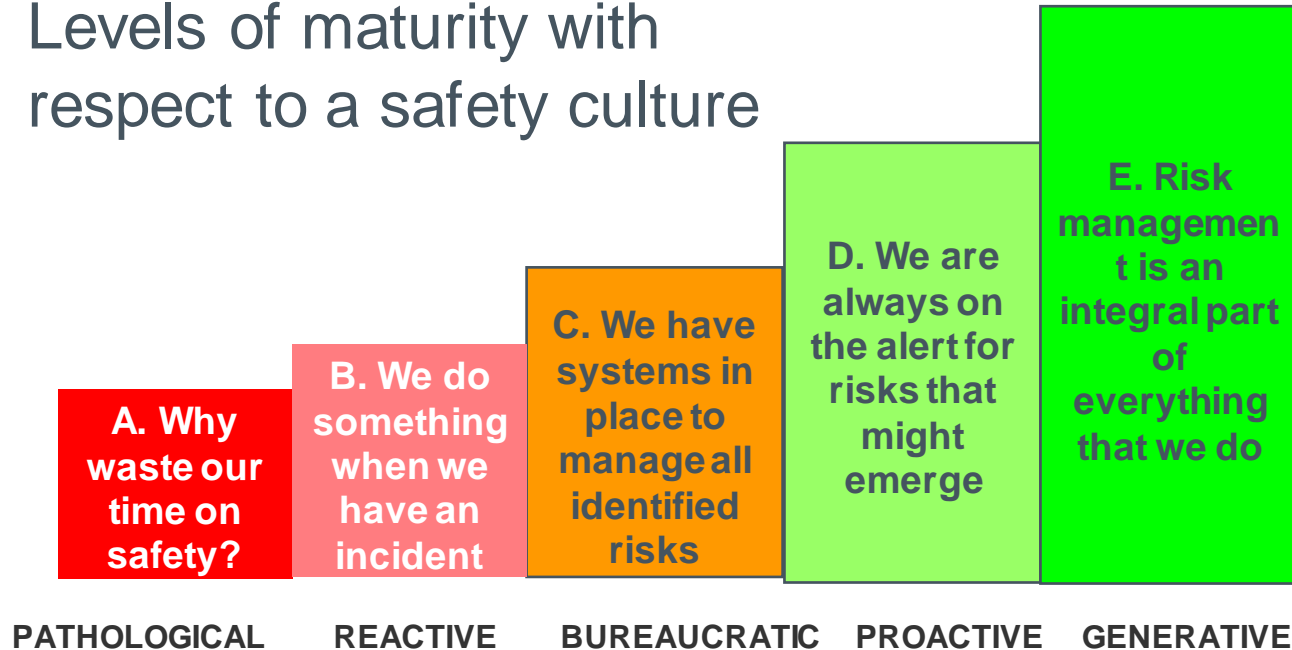 Levels of maturity with
respect to a safety culture
A. Why
waste our
time on
safety?
B. We do
something
when we
have an
incident
C. We have
systems in
place to
manage all
identified
risks
D. We are
always on
the alert for
risks that
might
emerge
E. Risk
managemen
t is an
integral part
of
everything
that we do
PATHOLOGICAL REACTIVE BUREAUCRATIC PROACTIVE GENERATIVE